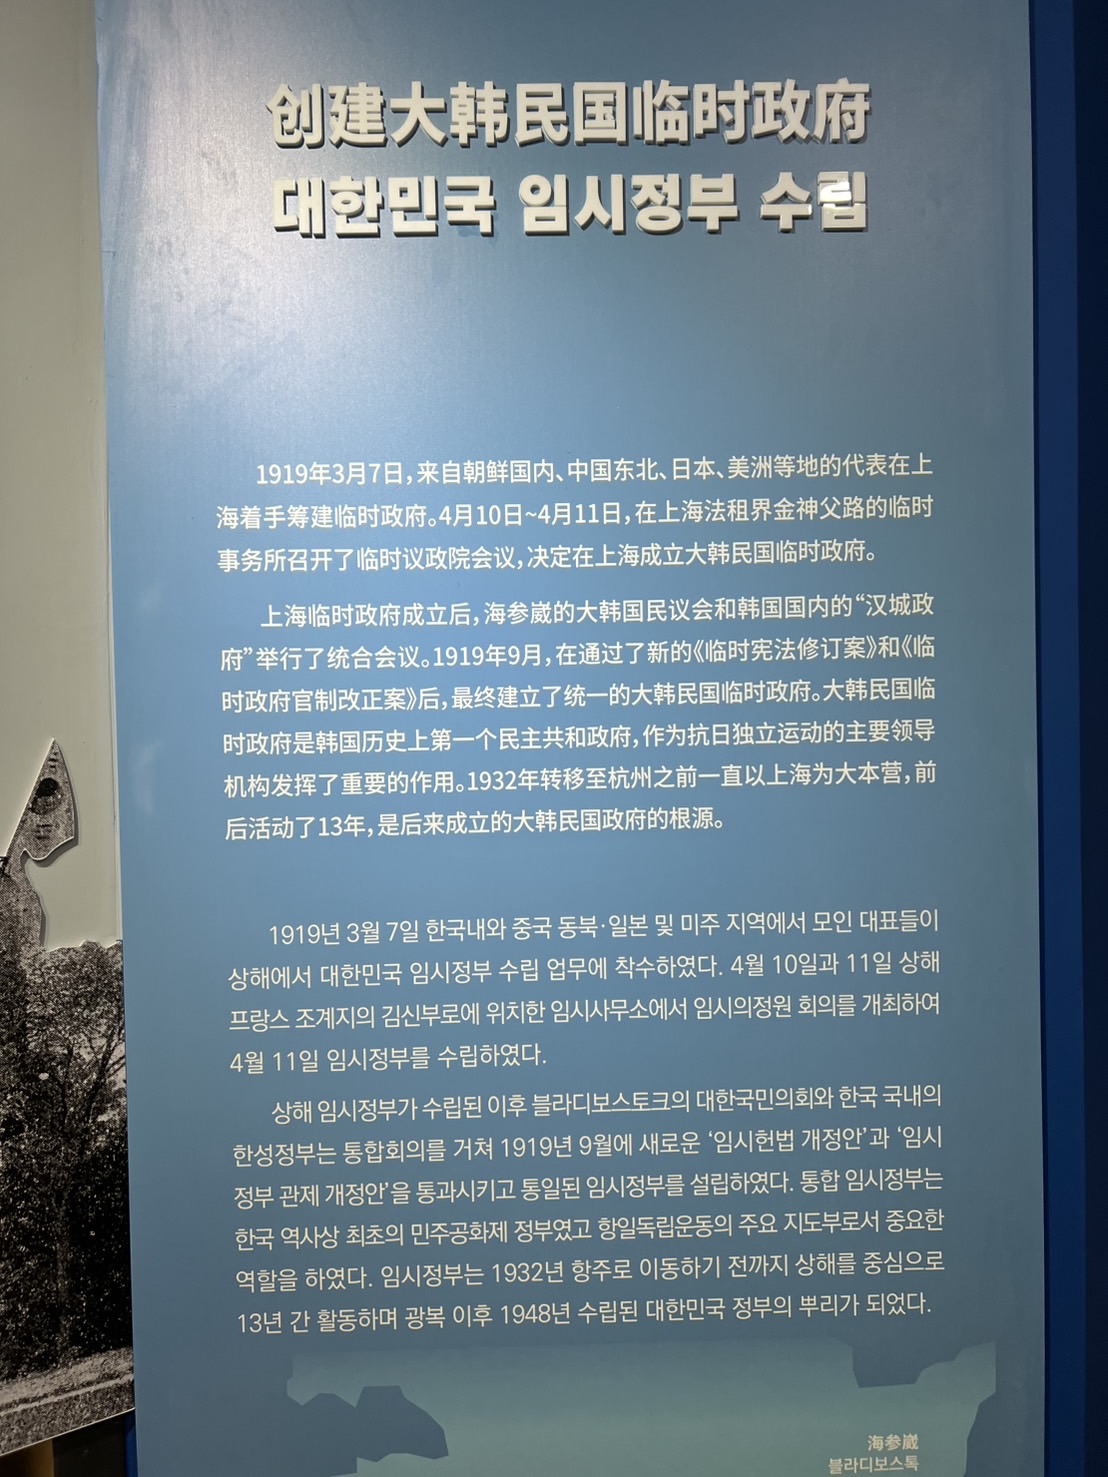 创建大韩民国临时政府
대한민국 임시정부 수립
1919年3月7日，来自朝鲜国内、中国东北、日本、美洲等地的代表在上
海着手筹建临时政府。4月10日~4月11日，在上海法租界金神父路的临时
事务所召开了临时议政院会议，决定在上海成立大韩民国临时政府。
上海临时政府成立后，海参崴的大韩国民议会和韩国国内的“汉城政
府”举行了统合会议。1919年9月，在通过了新的《临时宪法修订案》和《临
时政府官制改正案》后，最终建立了统一的大韩民国临时政府。大韩民国临
时政府是韩国历史上第一个民主共和政府，作为抗日独立运动的主要领导
机构发挥了重要的作用。1932年转移至杭州之前一直以上海为大本营，前
后活动了13年，是后来成立的大韩民国政府的根源。
1919년 3월 7일 한국내와 중국 동북·일본 및 미주 지역에서 모인 대표들이
상해에서 대한민국 임시정부 수립 업무에 착수하였다. 4월 10일과 11일 상해
프랑스 조계지의 김신부로에 위치한 임시사무소에서 임시의정원 회의를 개최하여
4월 11일 임시정부를 수립하였다.
상해 임시정부가 수립된 이후 블라디보스토크의 대한국민의회와 한국 국내의
한성정부는 통합회의를 거쳐 1919년 9월에 새로운 ‘임시헌법 개정안’과 ‘임시
정부 관제 개정안’을 통과시키고 통일된 임시정부를 설립하였다. 통합 임시정부는
한국 역사상 최초의 민주공화제 정부였고 항일독립운동의 주요 지도부로서 중요한
역할을 하였다. 임시정부는 1932년 항주로 이동하기 전까지 상해를 중심으로
13년 간 활동하며 광복 이후 1948년 수립된 대한민국 정부의 뿌리가 되었다.
海参崴
블라디보스톡